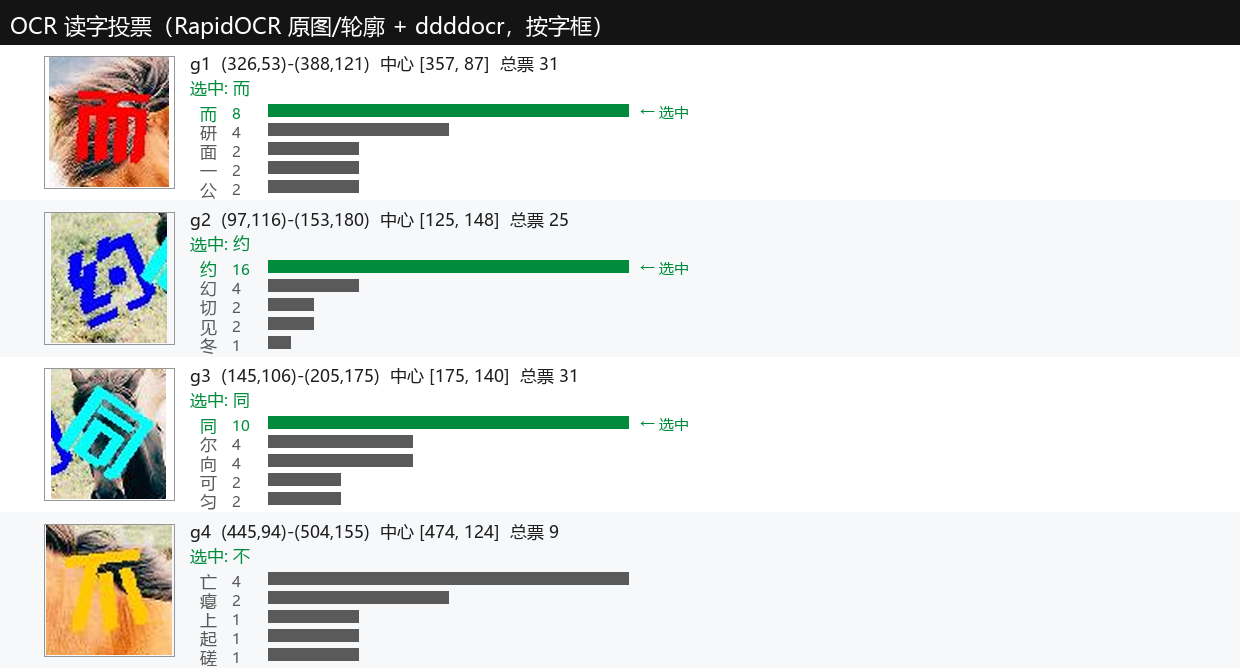 OCR 读字投票（RapidOCR 原图/轮廓 + ddddocr，按字框）
g1 (326,53)-(388,121) 中心 [357, 87] 总票 31
选中: 而
而 8 ← 选中
研 4
面 2
一 2
公 2
而
g2 (97,116)-(153,180) 中心 [125, 148] 总票 25
选中: 约
约 16 ← 选中
幻 4
切 2
见 2
冬 1
约
g3 (145,106)-(205,175) 中心 [175, 140] 总票 31
选中: 同
同 10 ← 选中
尔 4
向 4
可 2
匀 2
同
g4 (445,94)-(504,155) 中心 [474, 124] 总票 9
选中: 不
亡 4
瘪 2
上 1
起 1
磋 1
不